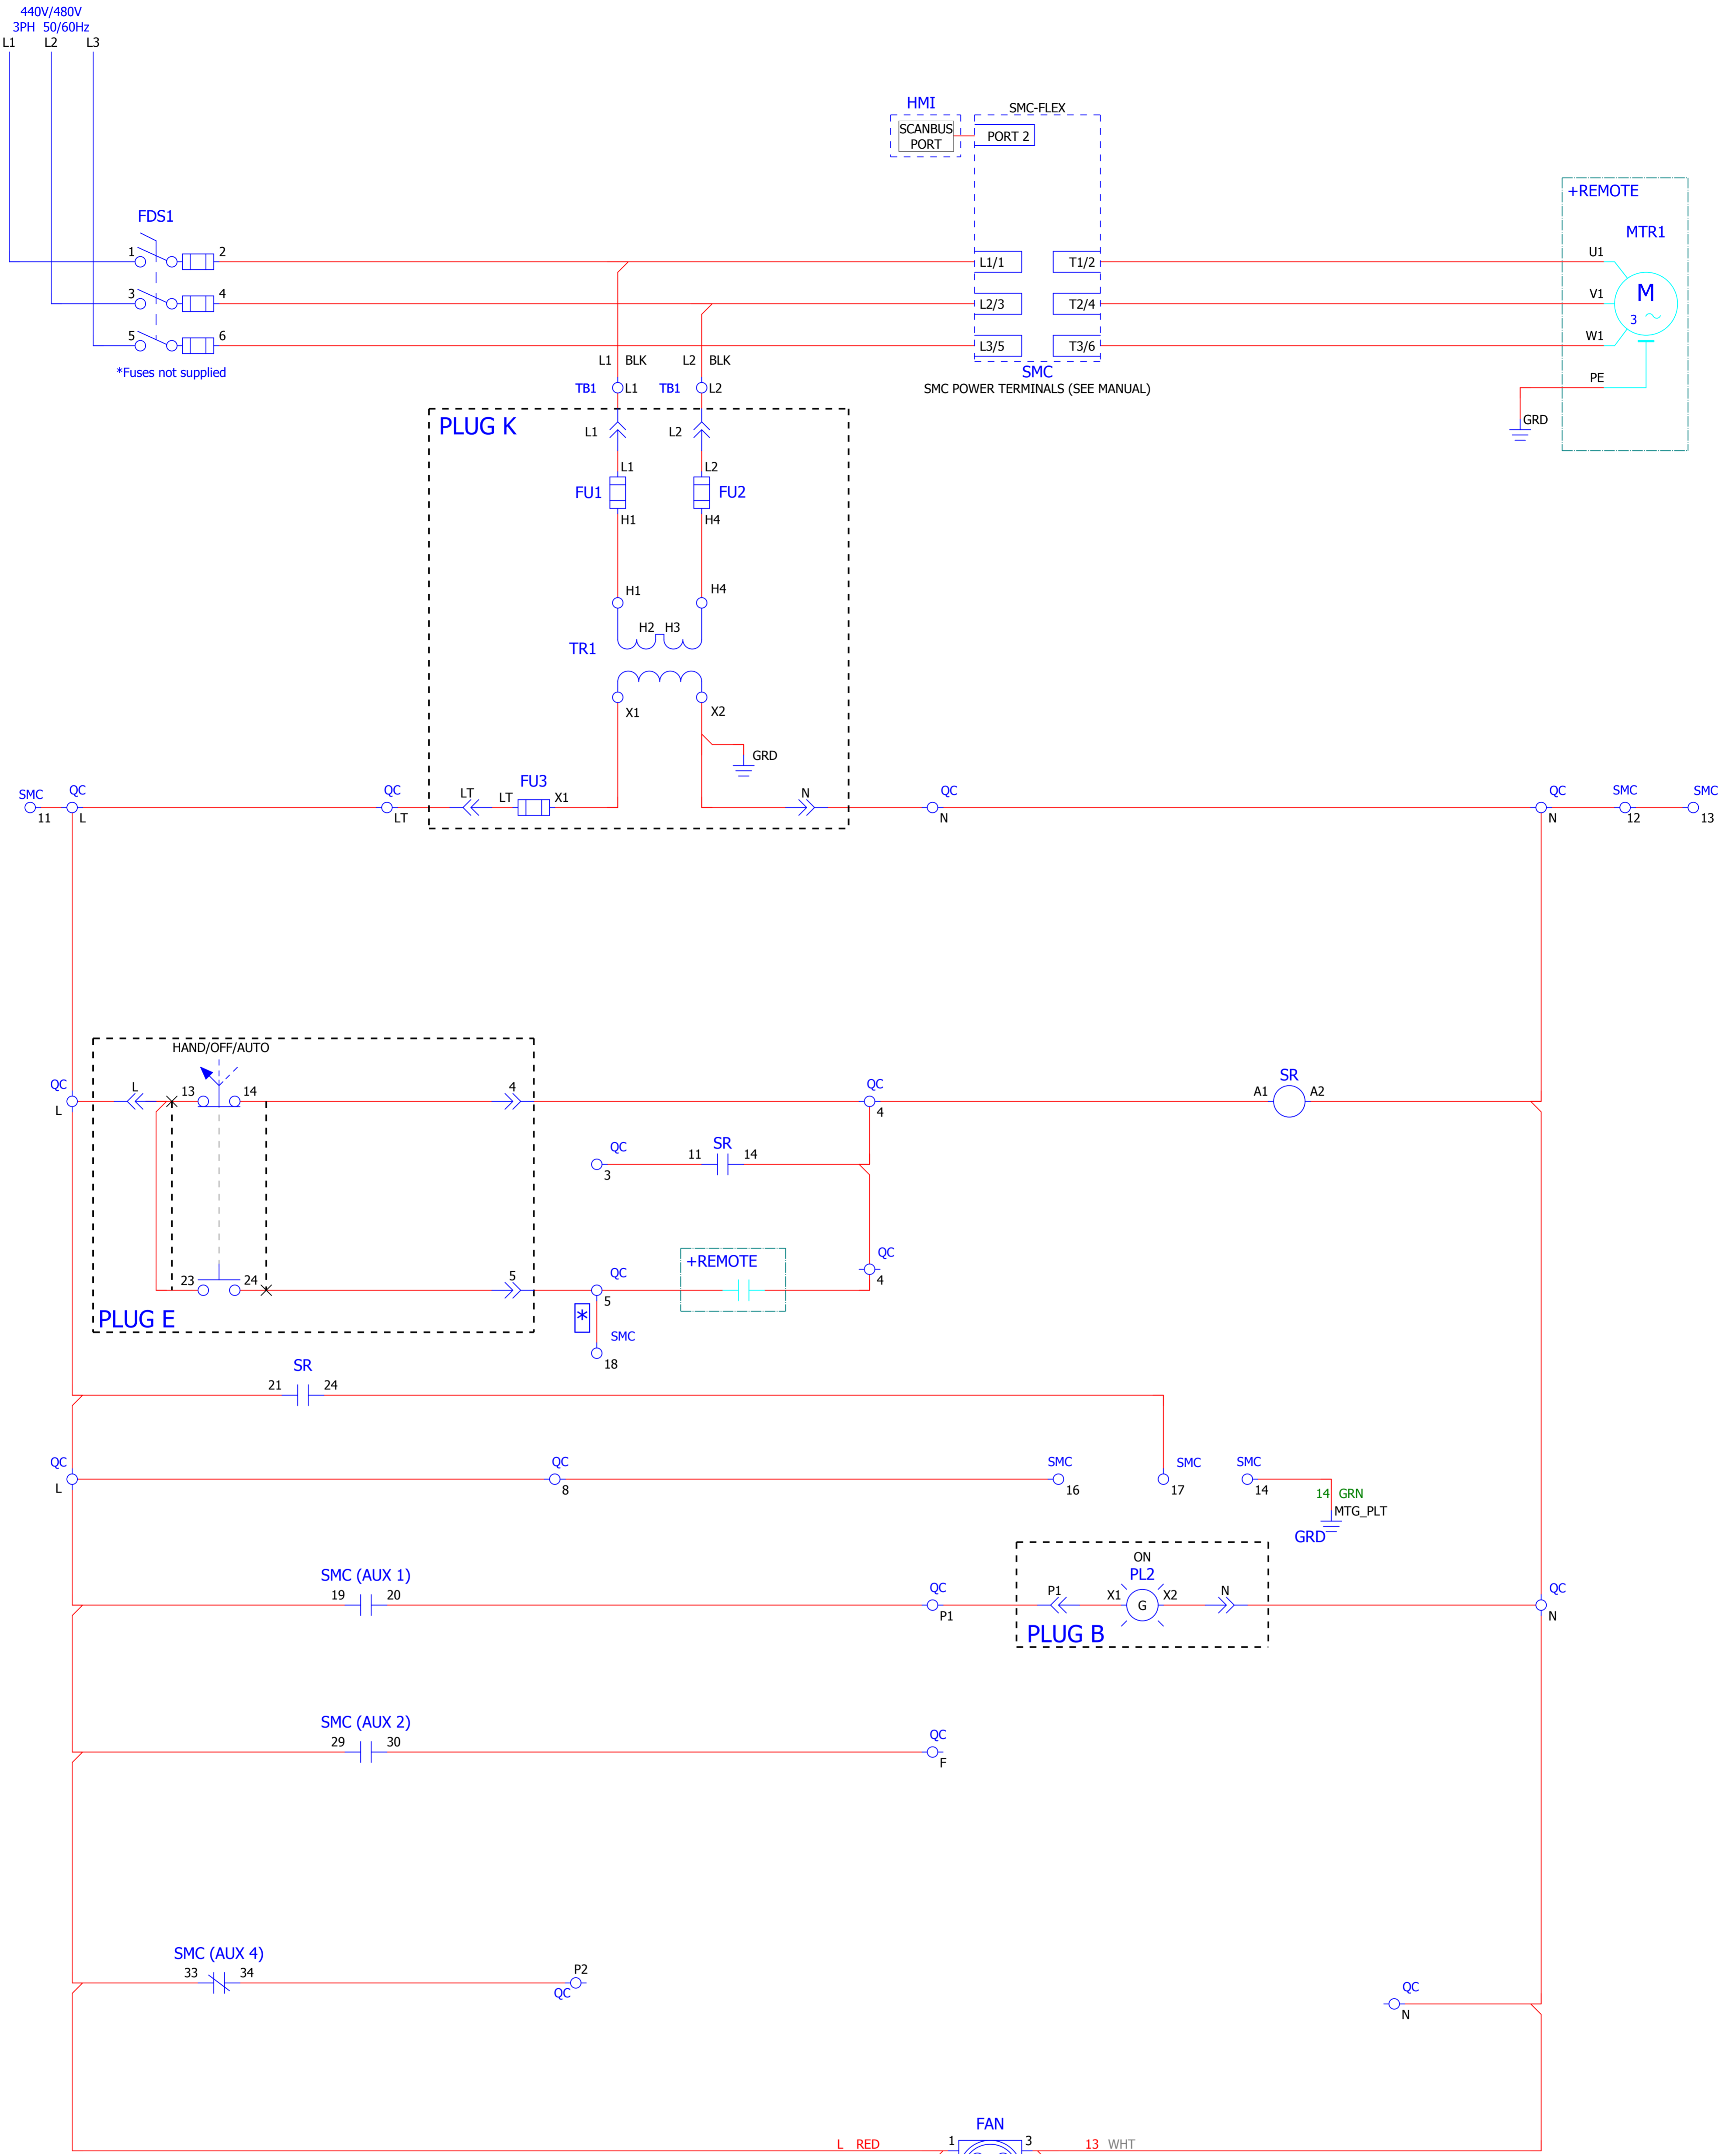 440V/480V
3PH 50/60Hz
L1 L2 L3
HMI
SMC-FLEX
SCANBUS
PORT
PORT 2
+REMOTE
MTR1
FDS1
1 2
L1/1 T1/2 U1
3 4
L2/3 T2/4 V1 M
3
5 6
L3/5 T3/6 W1
*Fuses not supplied
L1 BLK L2 BLK
SMC
SMC POWER TERMINALS (SEE MANUAL)
PE
TB1 L1 TB1 L2
GRD
PLUG K
L1 L2
L1 L2
FU1 FU2
H1 H4
H1 H4
H2 H3
TR1
X1 X2
GRD
SMC QC QC LT LT FU3 X1 N QC QC SMC SMC
11 L LT N N 12 13
HAND/OFF/AUTO
QC L 13 14 4 QC SR
L 4 A1 A2
QC SR
3 11 14
+REMOTE
QC
4
23 24 5 QC
5
PLUG E
*
SMC
18
SR
21 24
QC QC SMC SMC SMC
L 8 16 17 14
14 GRN
MTG_PLT
GRD
ON
PL2
SMC (AUX 1)
19 20 QC P1 X1 G X2 N QC
P1 N
PLUG B
SMC (AUX 2)
29 30 QC
F
SMC (AUX 4)
33 34 P2
QC
QC
N
FAN
L RED 1 3 13 WHT